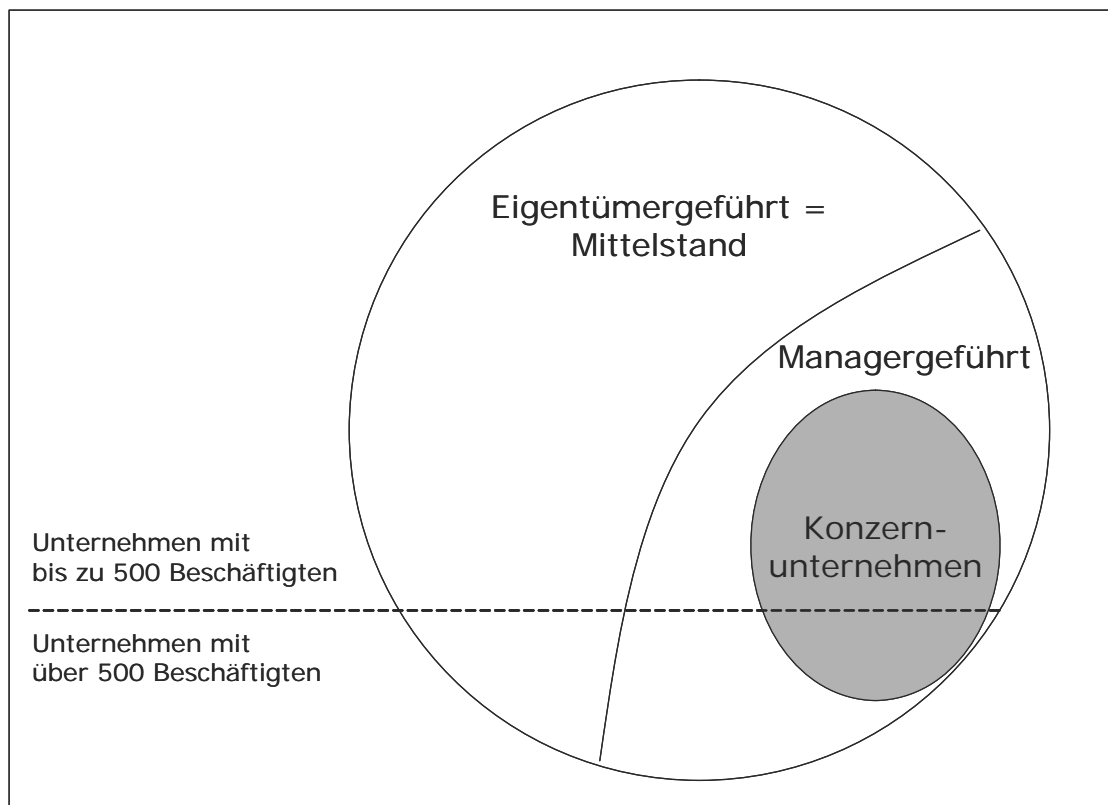 Eigentümergeführt =
Mittelstand
Managergeführt
Konzern-
unternehmen
Unternehmen mit
bis zu 500 Beschäftigten
Unternehmen mit
über 500 Beschäftigten